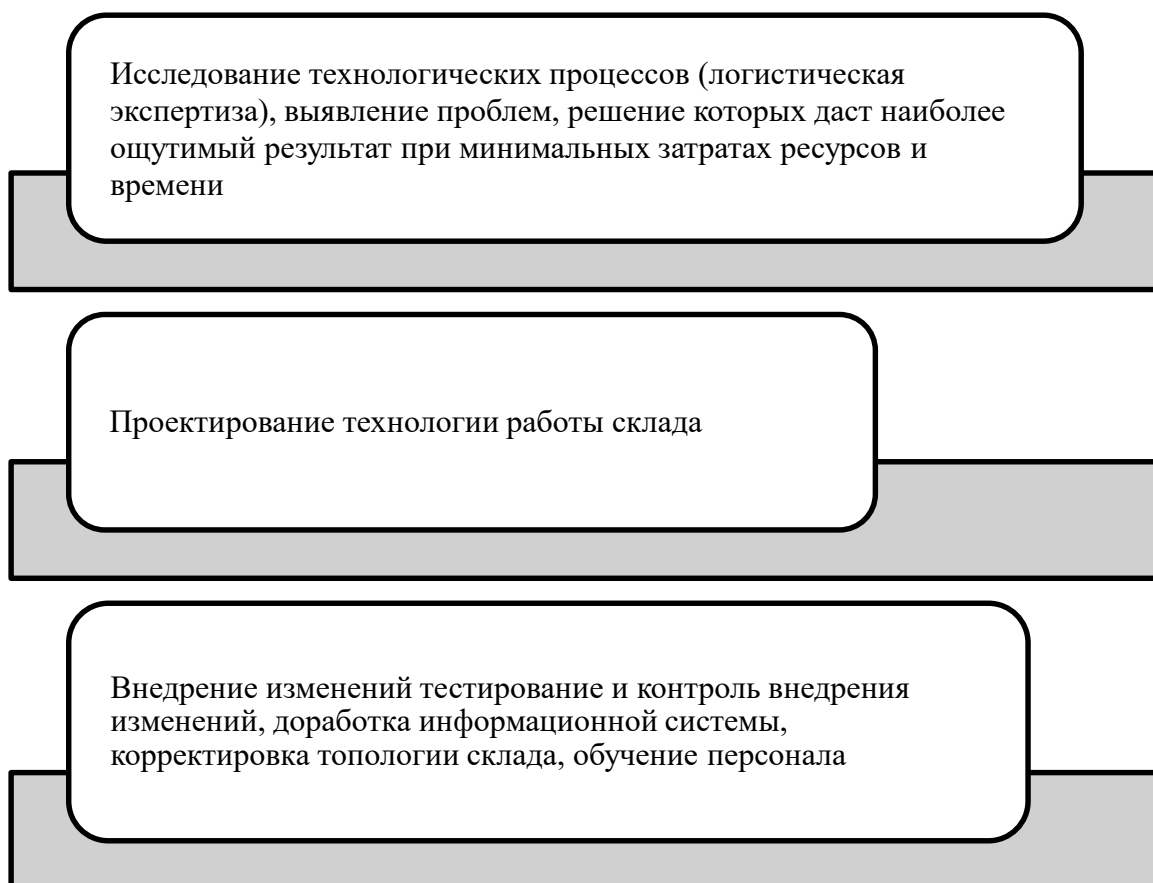 Исследование технологических процессов (логистическая
экспертиза), выявление проблем, решение которых даст наиболее
ощутимый результат при минимальных затратах ресурсов и
времени
Проектирование технологии работы склада
Внедрение изменений тестирование и контроль внедрения
изменений, доработка информационной системы,
корректировка топологии склада, обучение персонала